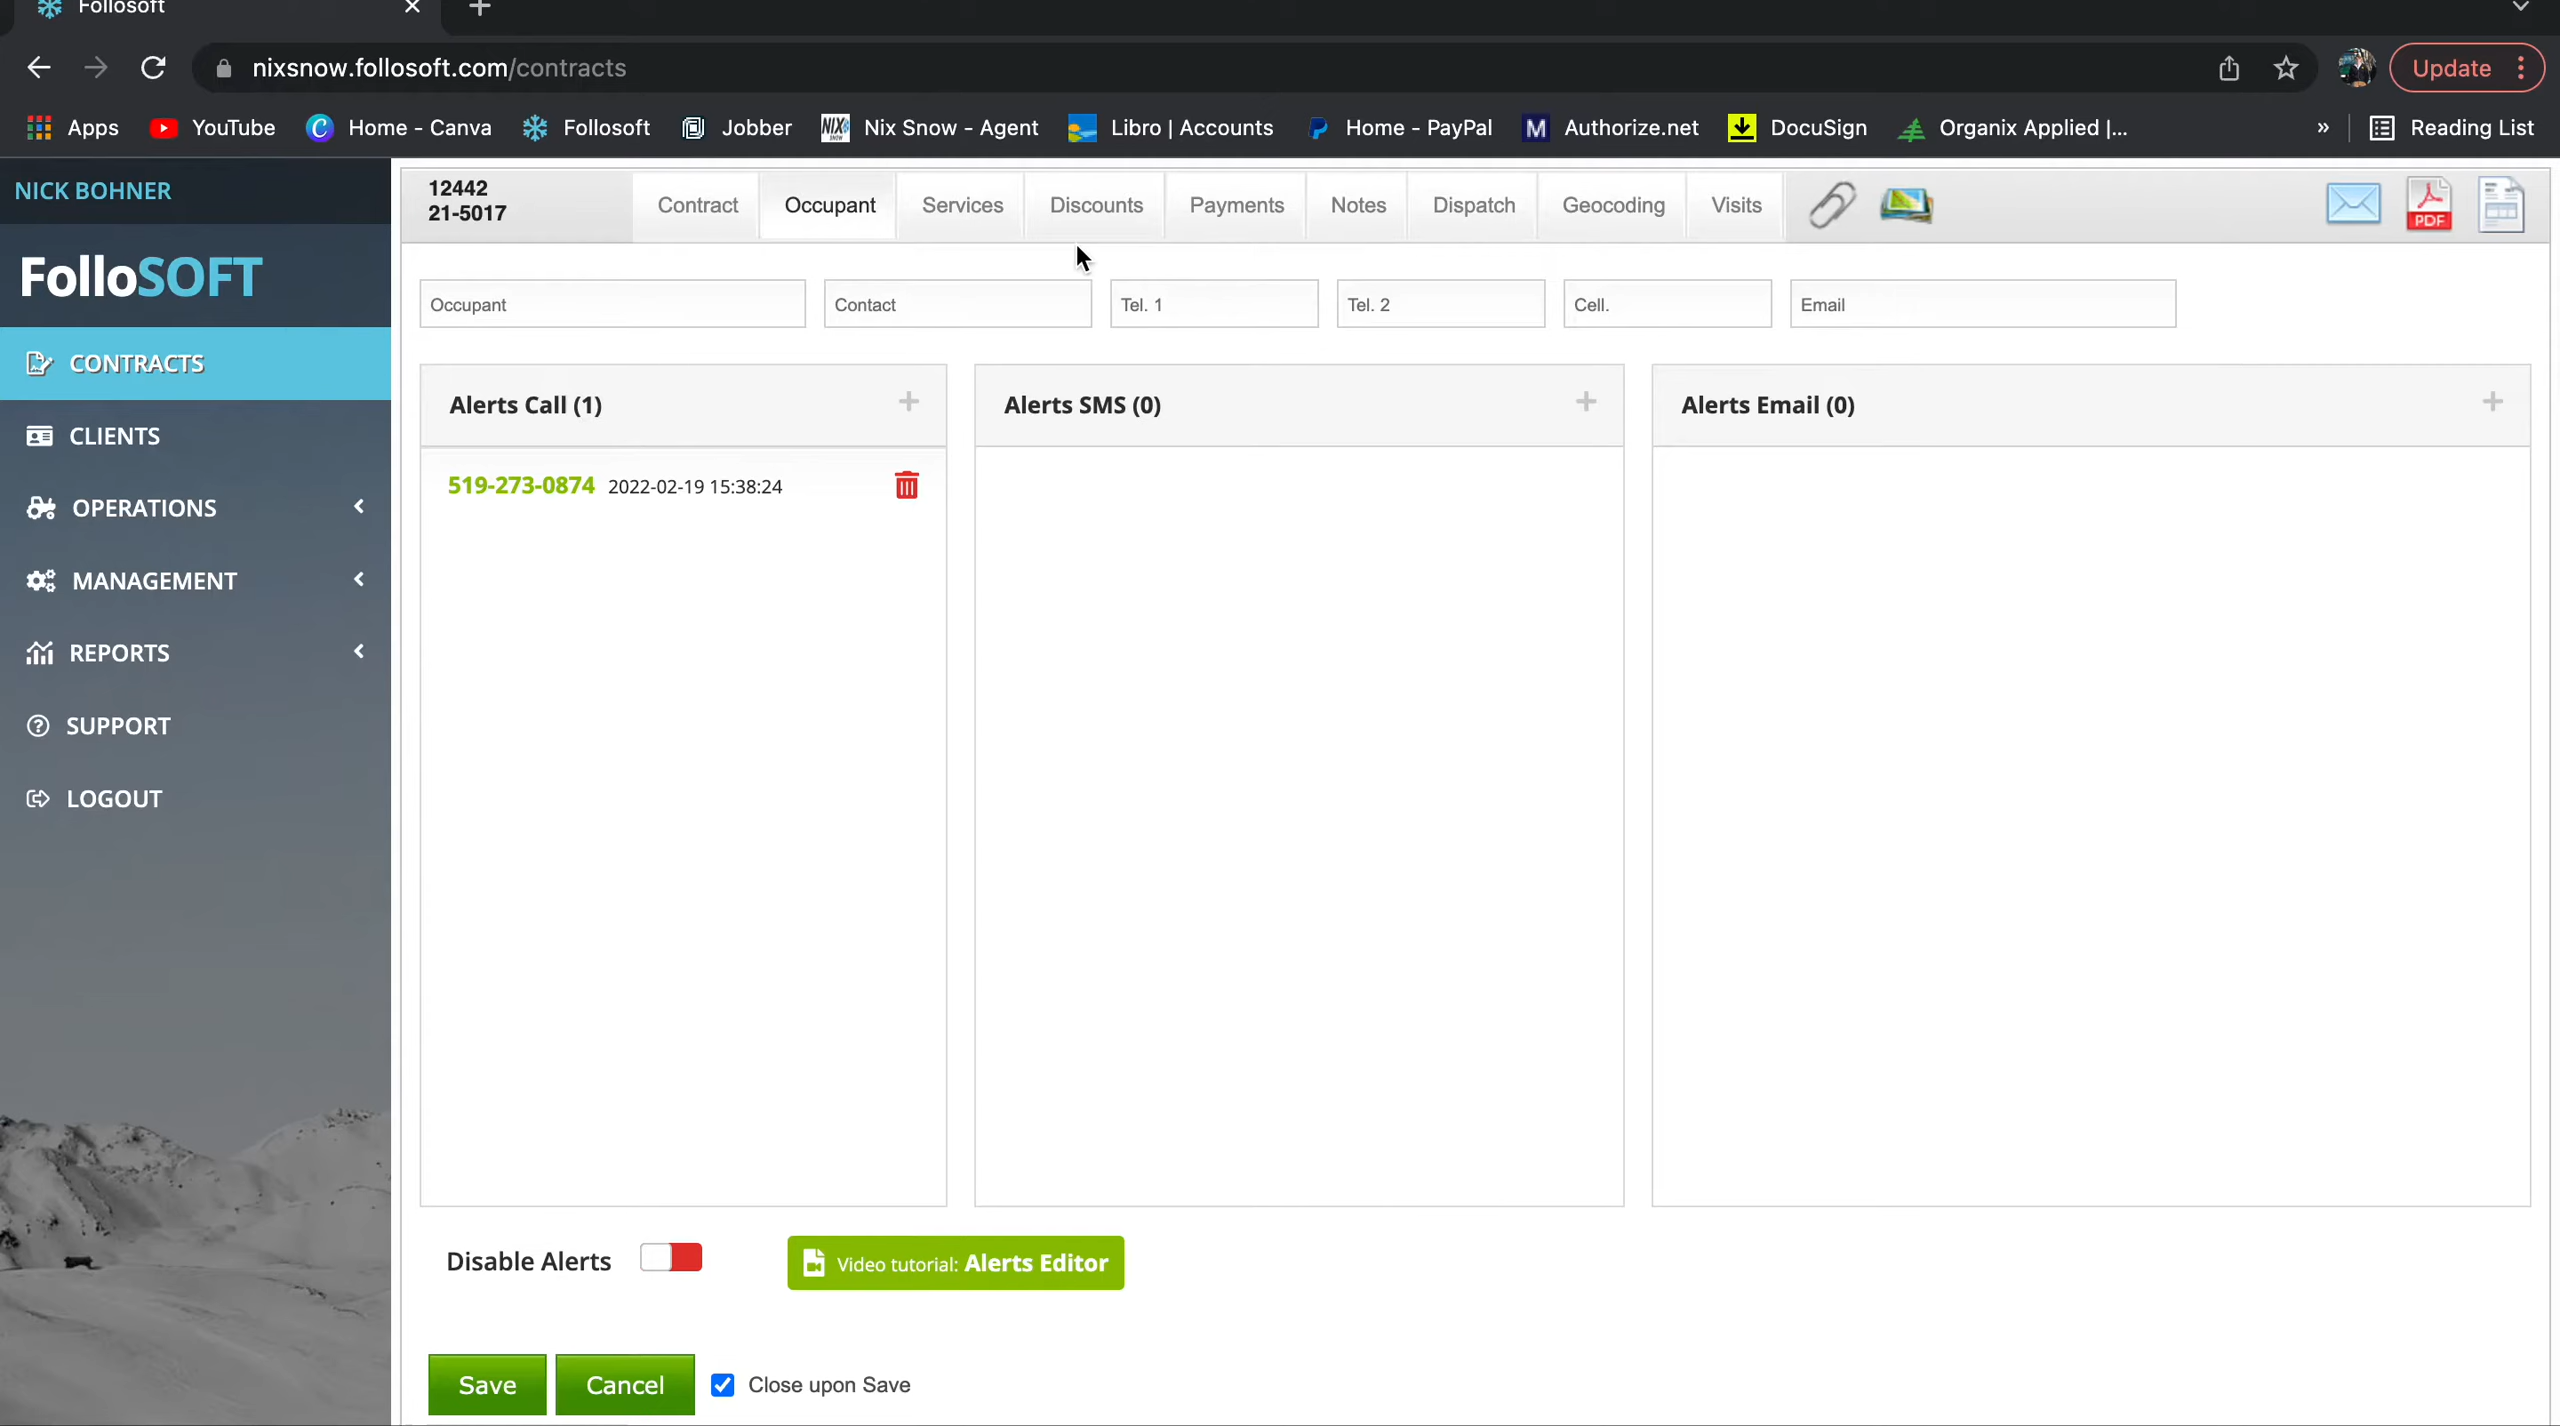 Follosoft
nixsnow.follosoft.com/contracts
Update
Apps YouTube Home - Canva Follosoft Jobber Nix Snow - Agent Libro | Accounts Home - PayPal Authorize.net DocuSign Organix Applied |... » Reading List
NICK BOHNER
FolloSOFT
CONTRACTS
CLIENTS
OPERATIONS
MANAGEMENT
REPORTS
SUPPORT
LOGOUT
12442
21-5017
Contract Occupant Services Discounts Payments Notes Dispatch Geocoding Visits
PDF
Occupant Contact Tel. 1 Tel. 2 Cell. Email
Alerts Call (1) + Alerts SMS (0) + Alerts Email (0) +
519-273-0874 2022-02-19 15:38:24
Disable Alerts Video tutorial: Alerts Editor
Save Cancel Close upon Save